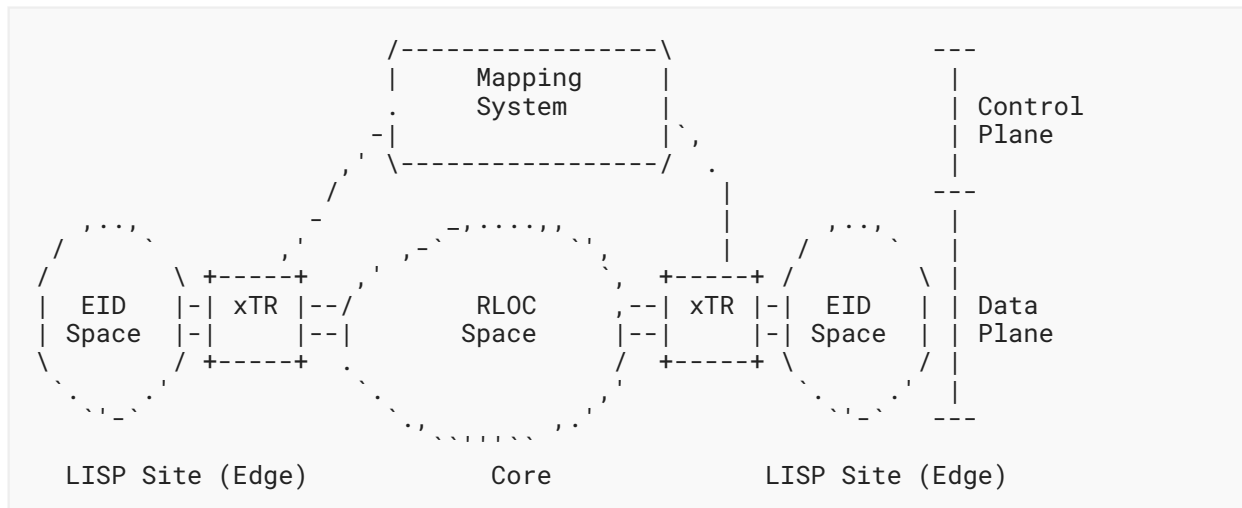 Mapping
System
Control
Plane
EID xTR RLOC xTR EID Data
Space Space Space Plane
LISP Site (Edge) Core LISP Site (Edge)